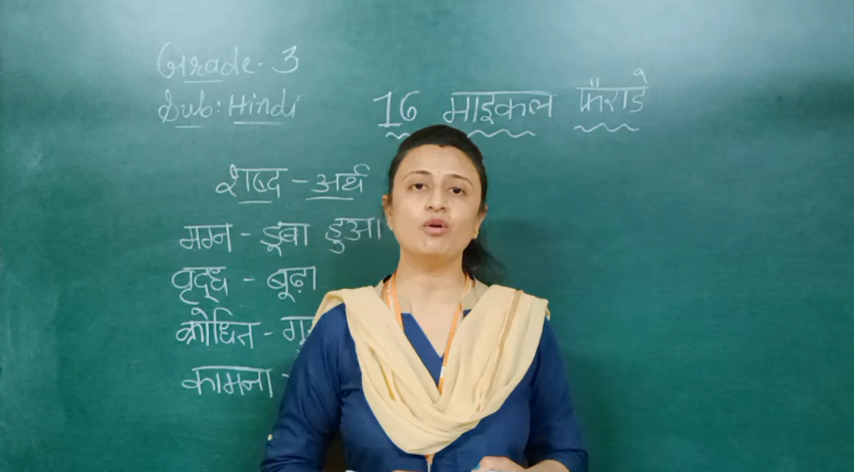 Grade-3
Sub: Hindi
16 माइकल फैराडे
शब्द - अर्थ
मग्न - डूबा हुआ
वृद्ध - बूढ़ा
क्रोधित -
कामना -